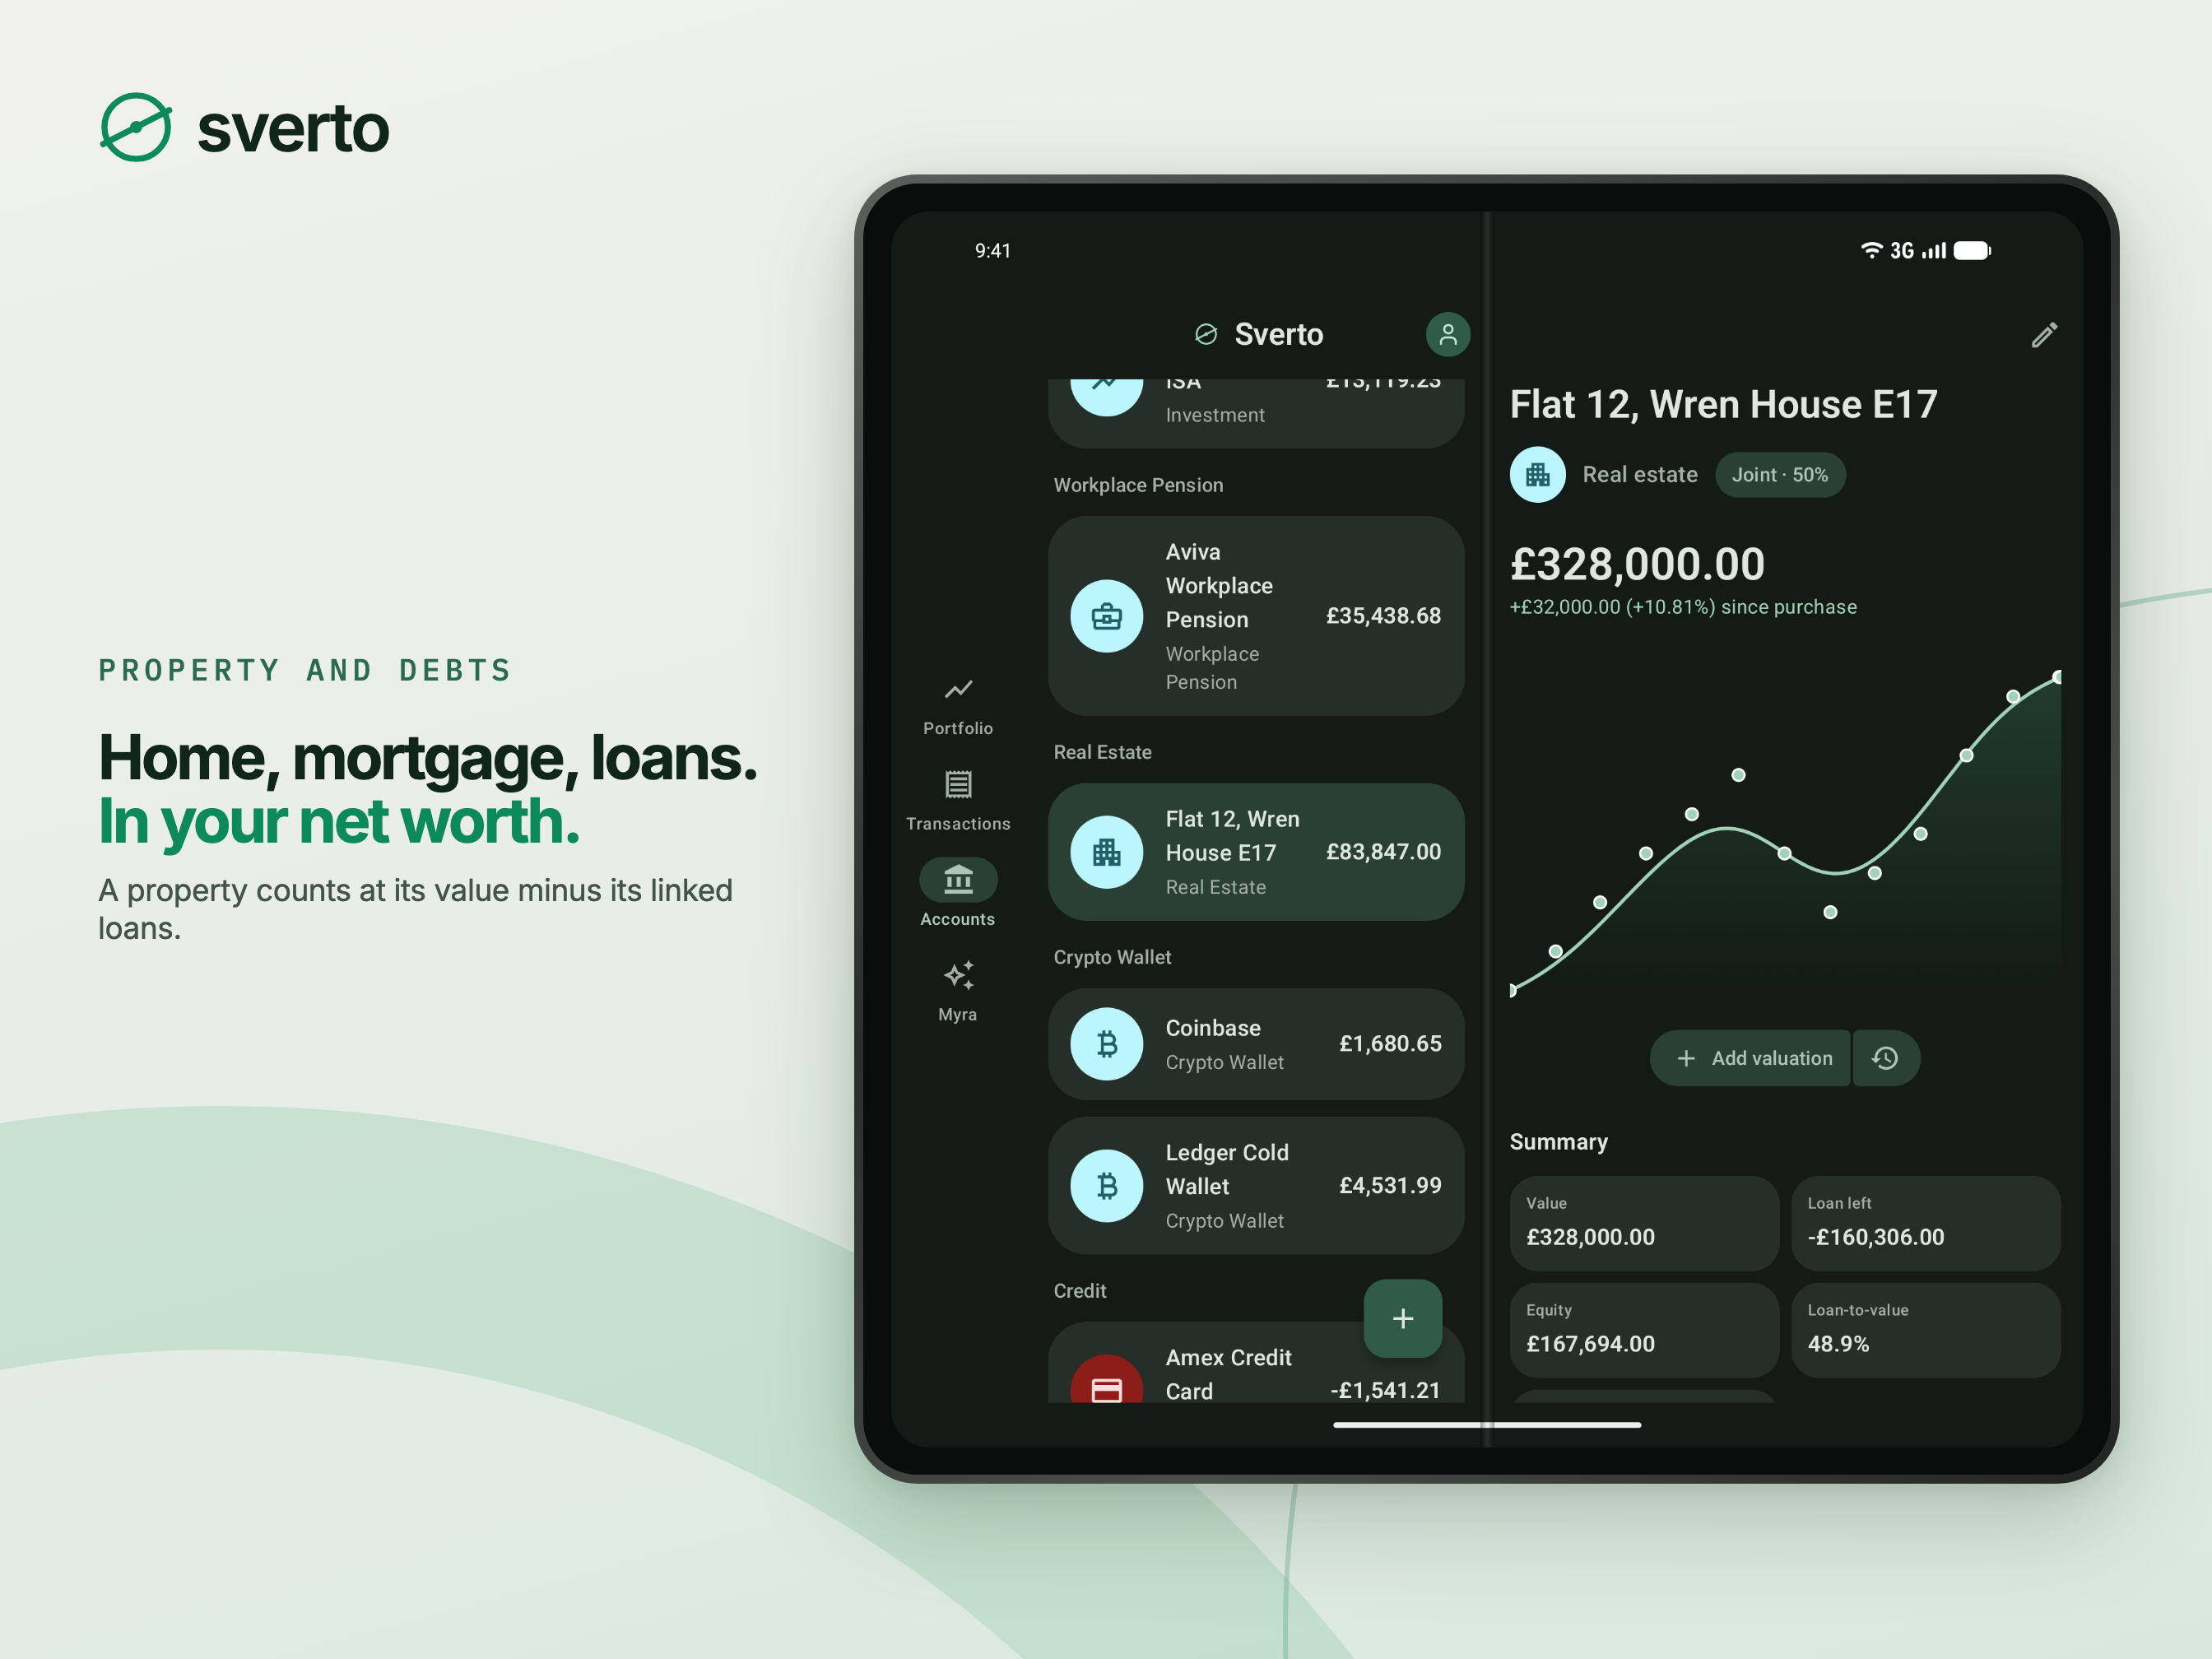 sverto
PROPERTY AND DEBTS
Home, mortgage, loans.
In your net worth.
A property counts at its value minus its linked
loans.
9:41
3G
Sverto
Portfolio
Transactions
Accounts
Myra
ISA
£13,119.23
Investment
Workplace Pension
Aviva
Workplace
Pension
£35,438.68
Workplace
Pension
Real Estate
Flat 12, Wren
House E17
£83,847.00
Real Estate
Crypto Wallet
Coinbase
£1,680.65
Crypto Wallet
Ledger Cold
Wallet
£4,531.99
Crypto Wallet
Credit
Amex Credit
Card
-£1,541.21
Flat 12, Wren House E17
Real estate
Joint · 50%
£328,000.00
+£32,000.00 (+10.81%) since purchase
Add valuation
Summary
Value
£328,000.00
Loan left
-£160,306.00
Equity
£167,694.00
Loan-to-value
48.9%